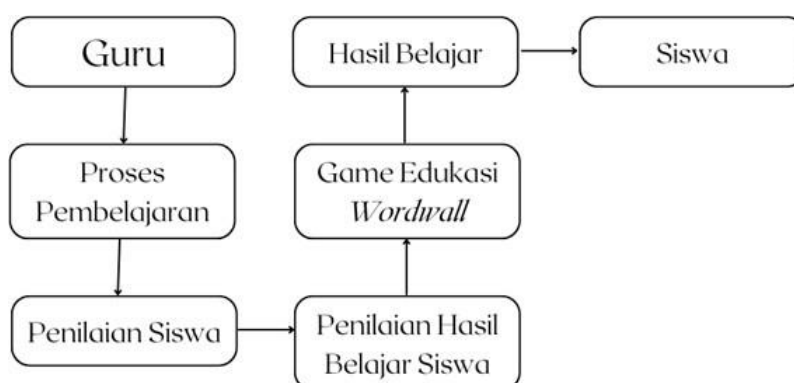 Guru
Proses
Pembelajaran
Penilaian Siswa
Penilaian Hasil
Belajar Siswa
Game Edukasi
Wordwall
Hasil Belajar
Siswa